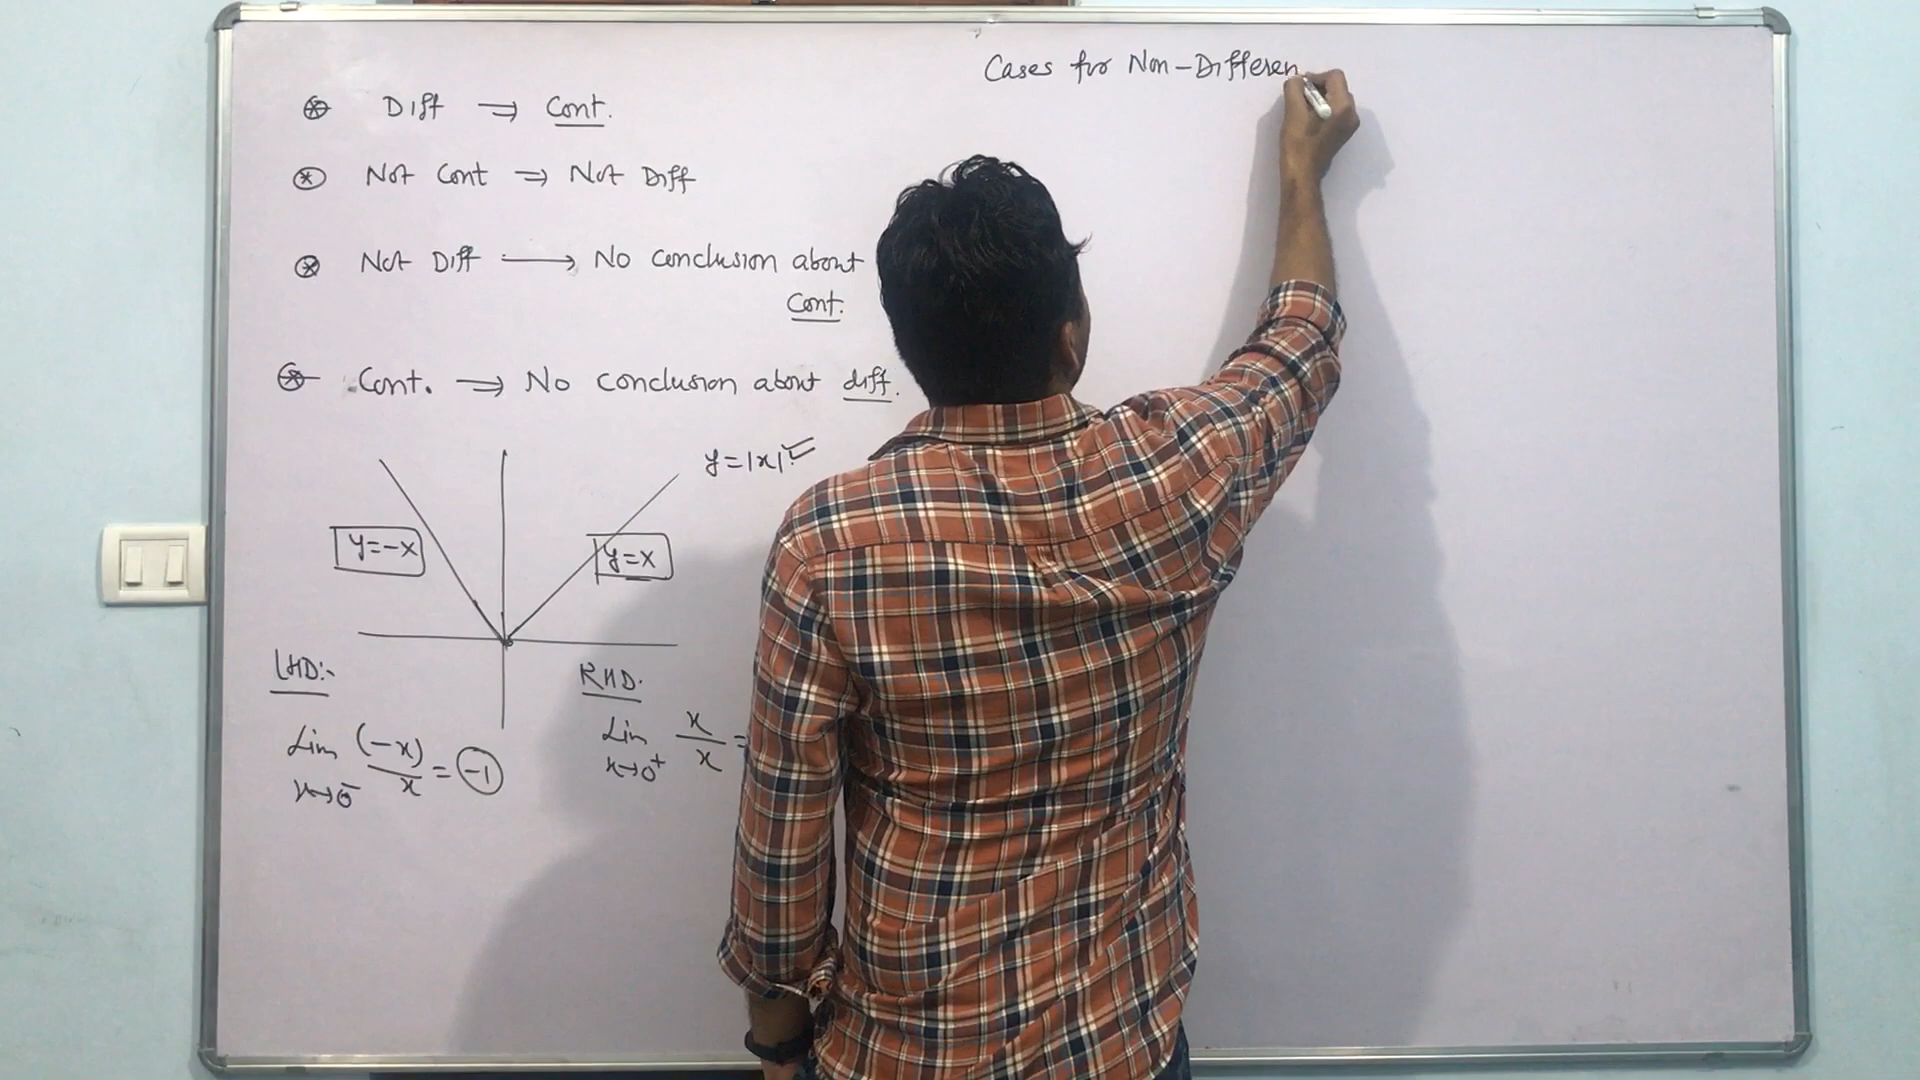 Cases for Non-Differen
Diff ⇒ Cont.
Not Cont ⇒ Not Diff
Not Diff ⟶ No conclusion about
Cont.
Cont. ⇒ No conclusion about diff.
y=|x|
y=-x
y=x
LHD:-
RHD.
Lim (-x)/x = -1
x→0⁻
Lim x/x =
x→0⁺